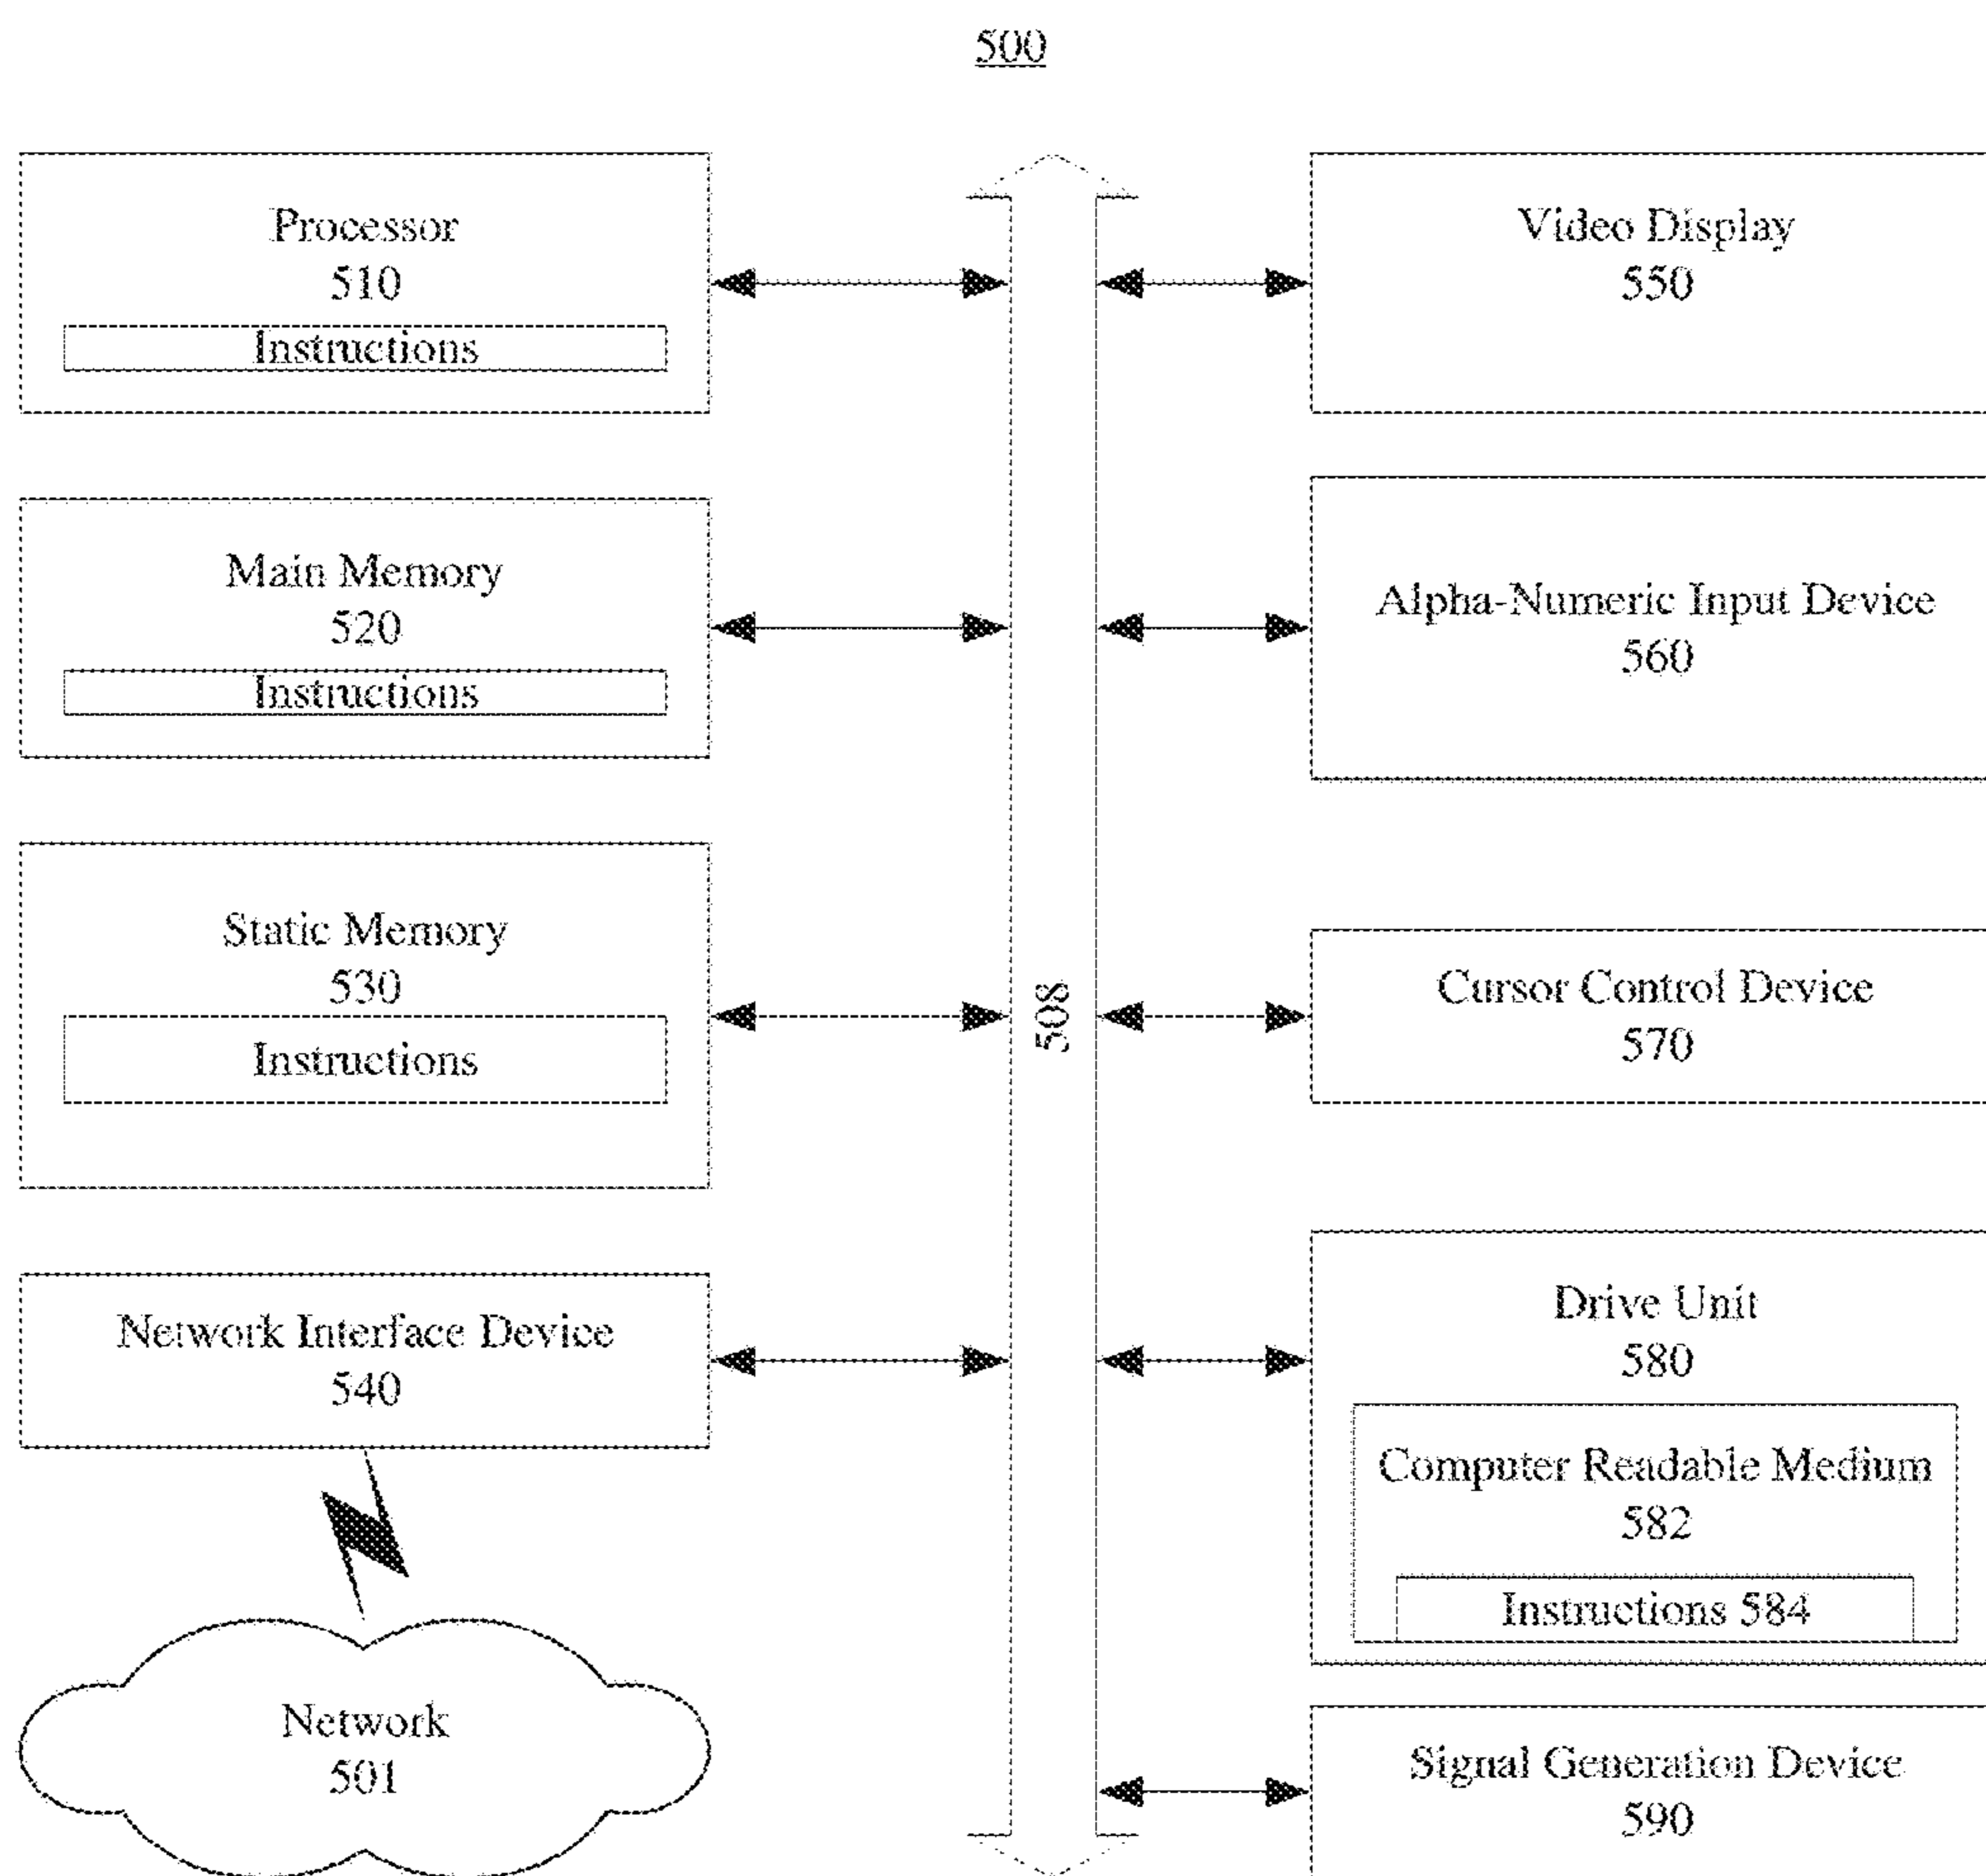 500
Processor
510
Instructions
Main Memory
520
Instructions
Static Memory
530
Instructions
Network Interface Device
540
Network
501
508
Video Display
550
Alpha-Numeric Input Device
560
Cursor Control Device
570
Drive Unit
580
Computer Readable Medium
582
Instructions 584
Signal Generation Device
590